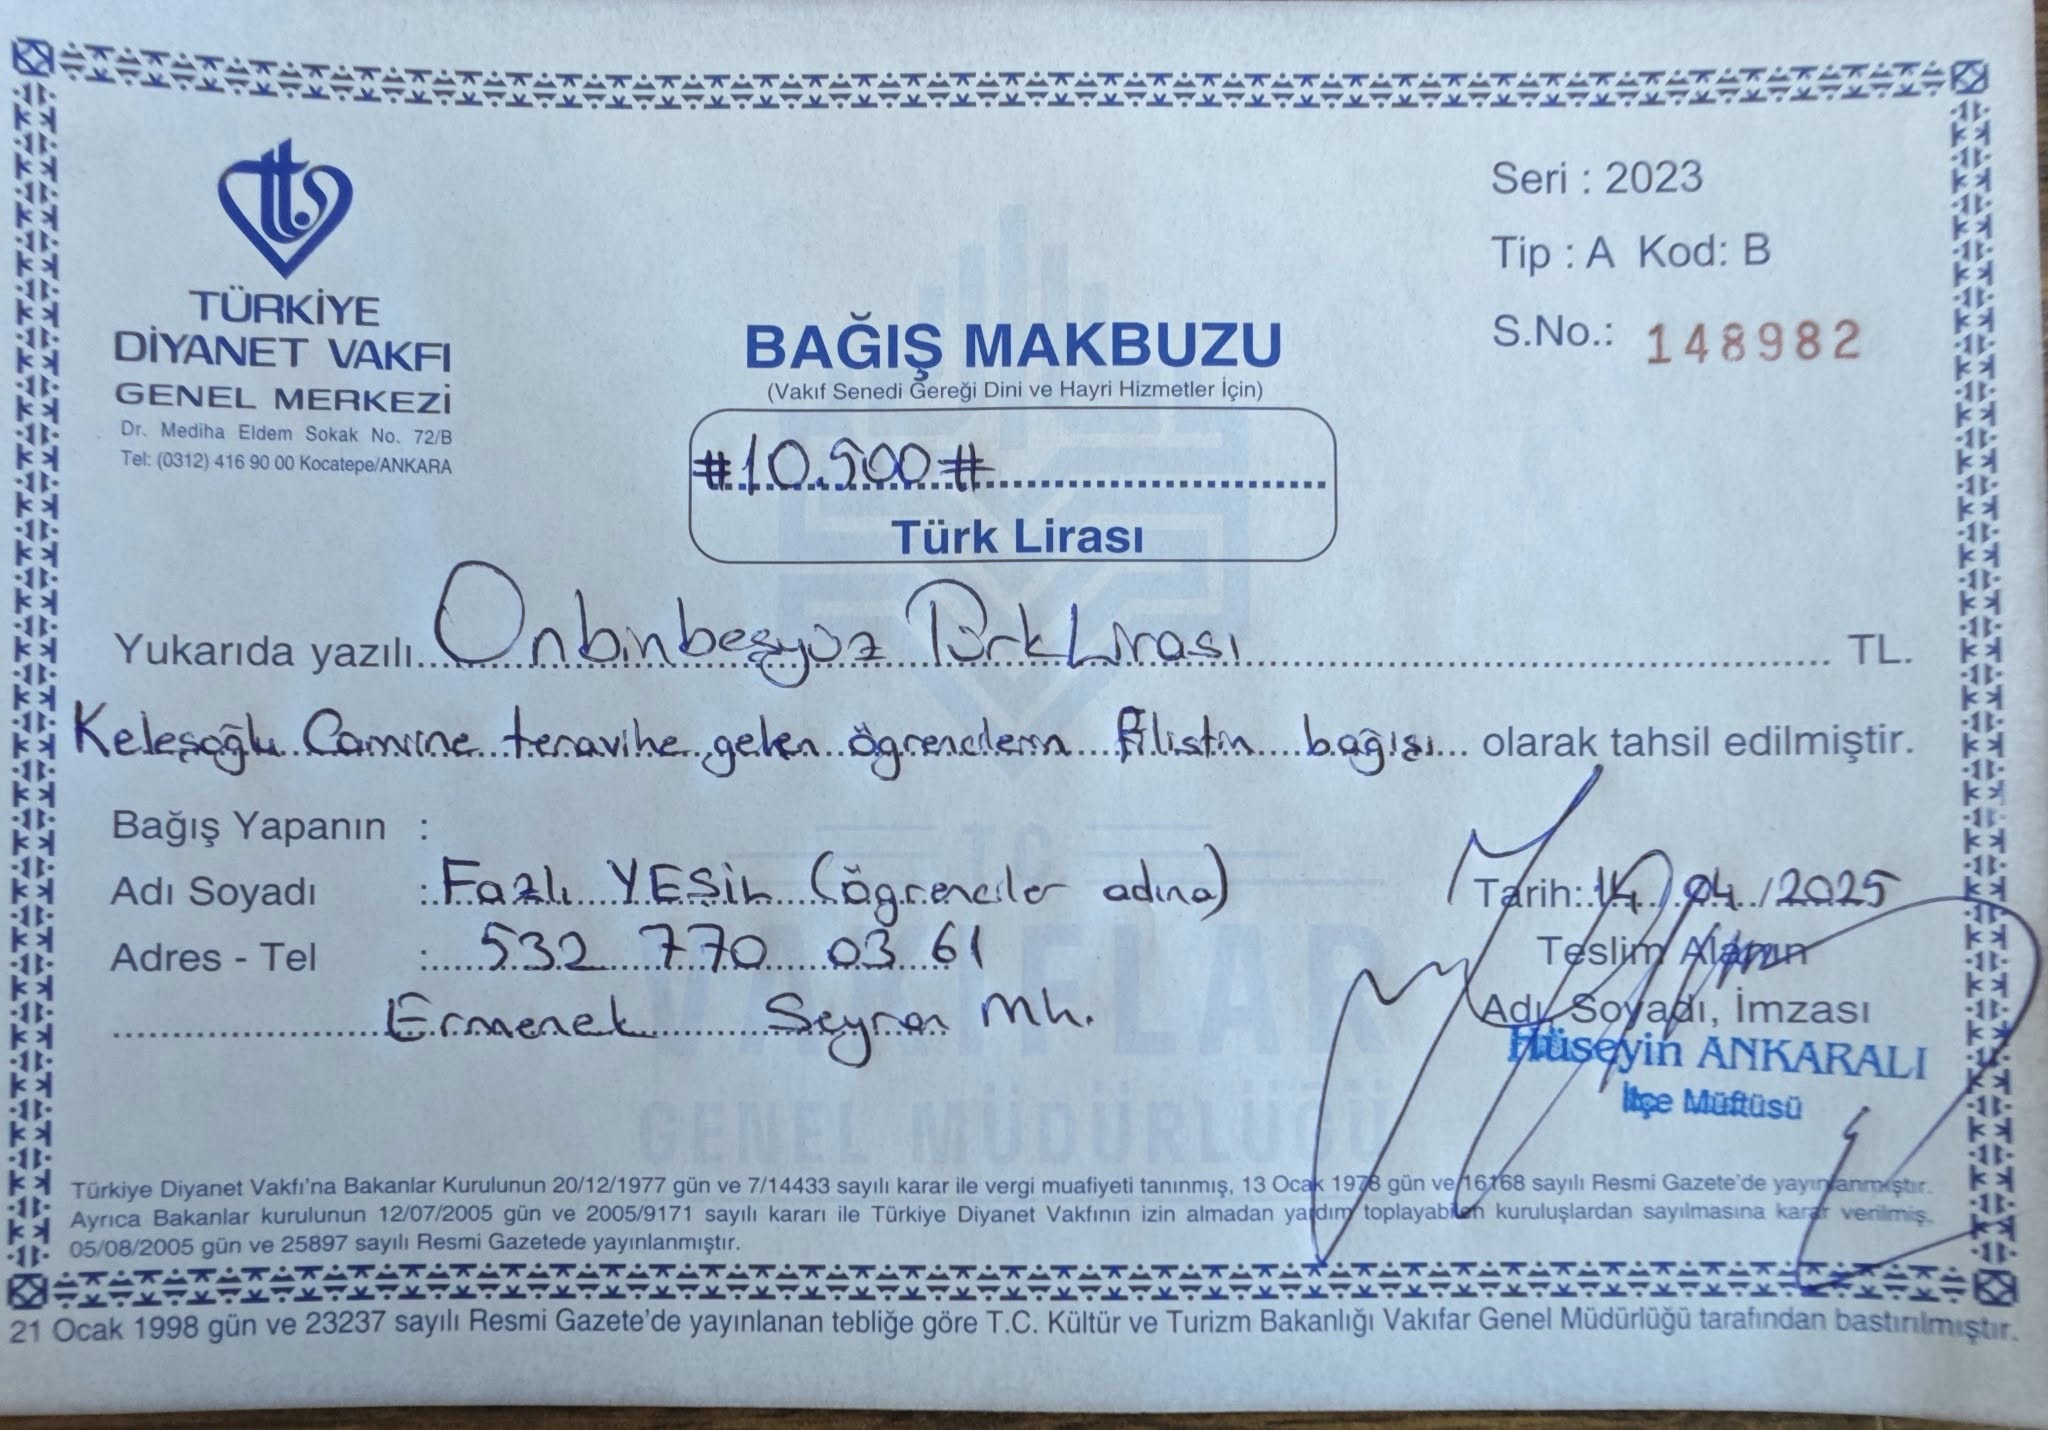 TÜRKİYE
DİYANET VAKFI
GENEL MERKEZİ
Dr. Mediha Eldem Sokak No. 72/B
Tel: (0312) 416 90 00 Kocatepe/ANKARA
Seri : 2023
Tip : A Kod: B
S.No.: 148982
BAĞIŞ MAKBUZU
(Vakıf Senedi Gereği Dini ve Hayri Hizmetler İçin)
#10.500#
Türk Lirası
Yukarıda yazılı Onbinbeşyüz Türk Lirası TL.
Keleşoğlu Camine teravihe gelen öğrencilerin filistin bağışı olarak tahsil edilmiştir.
Bağış Yapanın :
Adı Soyadı : Fazlı YEŞİL (öğrenciler adına)
Tarih: 14/04/2025
Adres - Tel : 532 770 03 61
Teslim Alanın
Ermenek Seyran Mh.
Adı, Soyadı, İmzası
Hüseyin ANKARALI
İlçe Müftüsü
T.C.
VAKIFLAR
GENEL MÜDÜRLÜĞÜ
Türkiye Diyanet Vakfı'na Bakanlar Kurulunun 20/12/1977 gün ve 7/14433 sayılı karar ile vergi muafiyeti tanınmış, 13 Ocak 1978 gün ve 16168 sayılı Resmi Gazete'de yayınlanmıştır.
Ayrıca Bakanlar kurulunun 12/07/2005 gün ve 2005/9171 sayılı kararı ile Türkiye Diyanet Vakfının izin almadan yardım toplayabilen kuruluşlardan sayılmasına karar verilmiş,
05/08/2005 gün ve 25897 sayılı Resmi Gazetede yayınlanmıştır.
21 Ocak 1998 gün ve 23237 sayılı Resmi Gazete'de yayınlanan tebliğe göre T.C. Kültür ve Turizm Bakanlığı Vakıfar Genel Müdürlüğü tarafından bastırılmıştır.